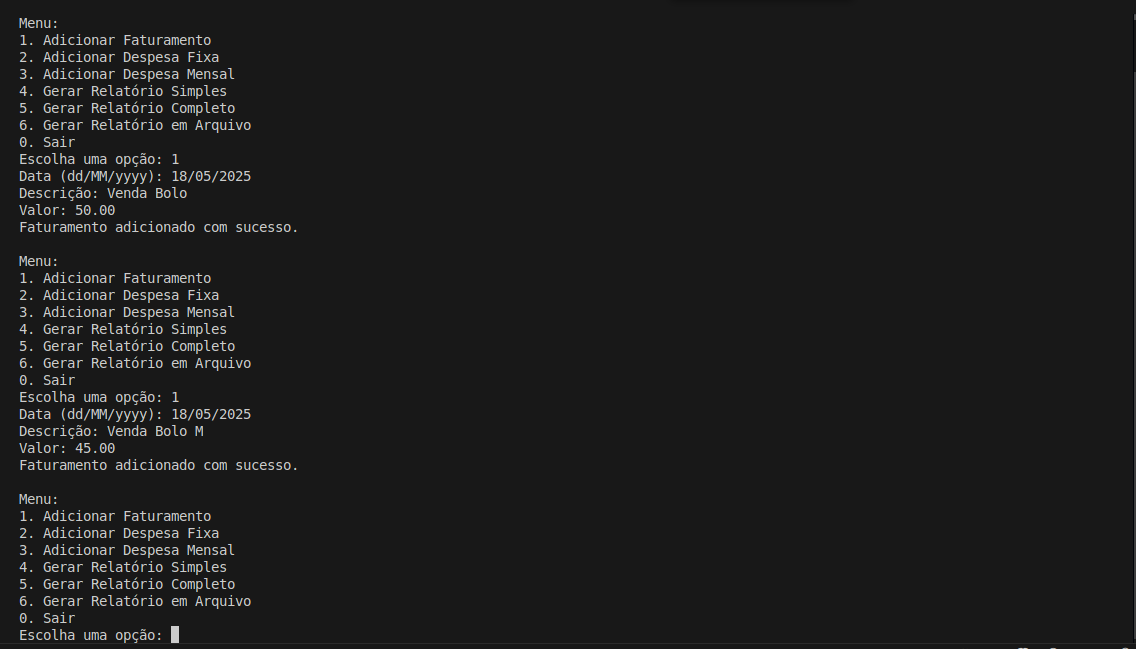 Menu:
1. Adicionar Faturamento
2. Adicionar Despesa Fixa
3. Adicionar Despesa Mensal
4. Gerar Relatório Simples
5. Gerar Relatório Completo
6. Gerar Relatório em Arquivo
0. Sair
Escolha uma opção: 1
Data (dd/MM/yyyy): 18/05/2025
Descrição: Venda Bolo
Valor: 50.00
Faturamento adicionado com sucesso.
Menu:
1. Adicionar Faturamento
2. Adicionar Despesa Fixa
3. Adicionar Despesa Mensal
4. Gerar Relatório Simples
5. Gerar Relatório Completo
6. Gerar Relatório em Arquivo
0. Sair
Escolha uma opção: 1
Data (dd/MM/yyyy): 18/05/2025
Descrição: Venda Bolo M
Valor: 45.00
Faturamento adicionado com sucesso.
Menu:
1. Adicionar Faturamento
2. Adicionar Despesa Fixa
3. Adicionar Despesa Mensal
4. Gerar Relatório Simples
5. Gerar Relatório Completo
6. Gerar Relatório em Arquivo
0. Sair
Escolha uma opção: